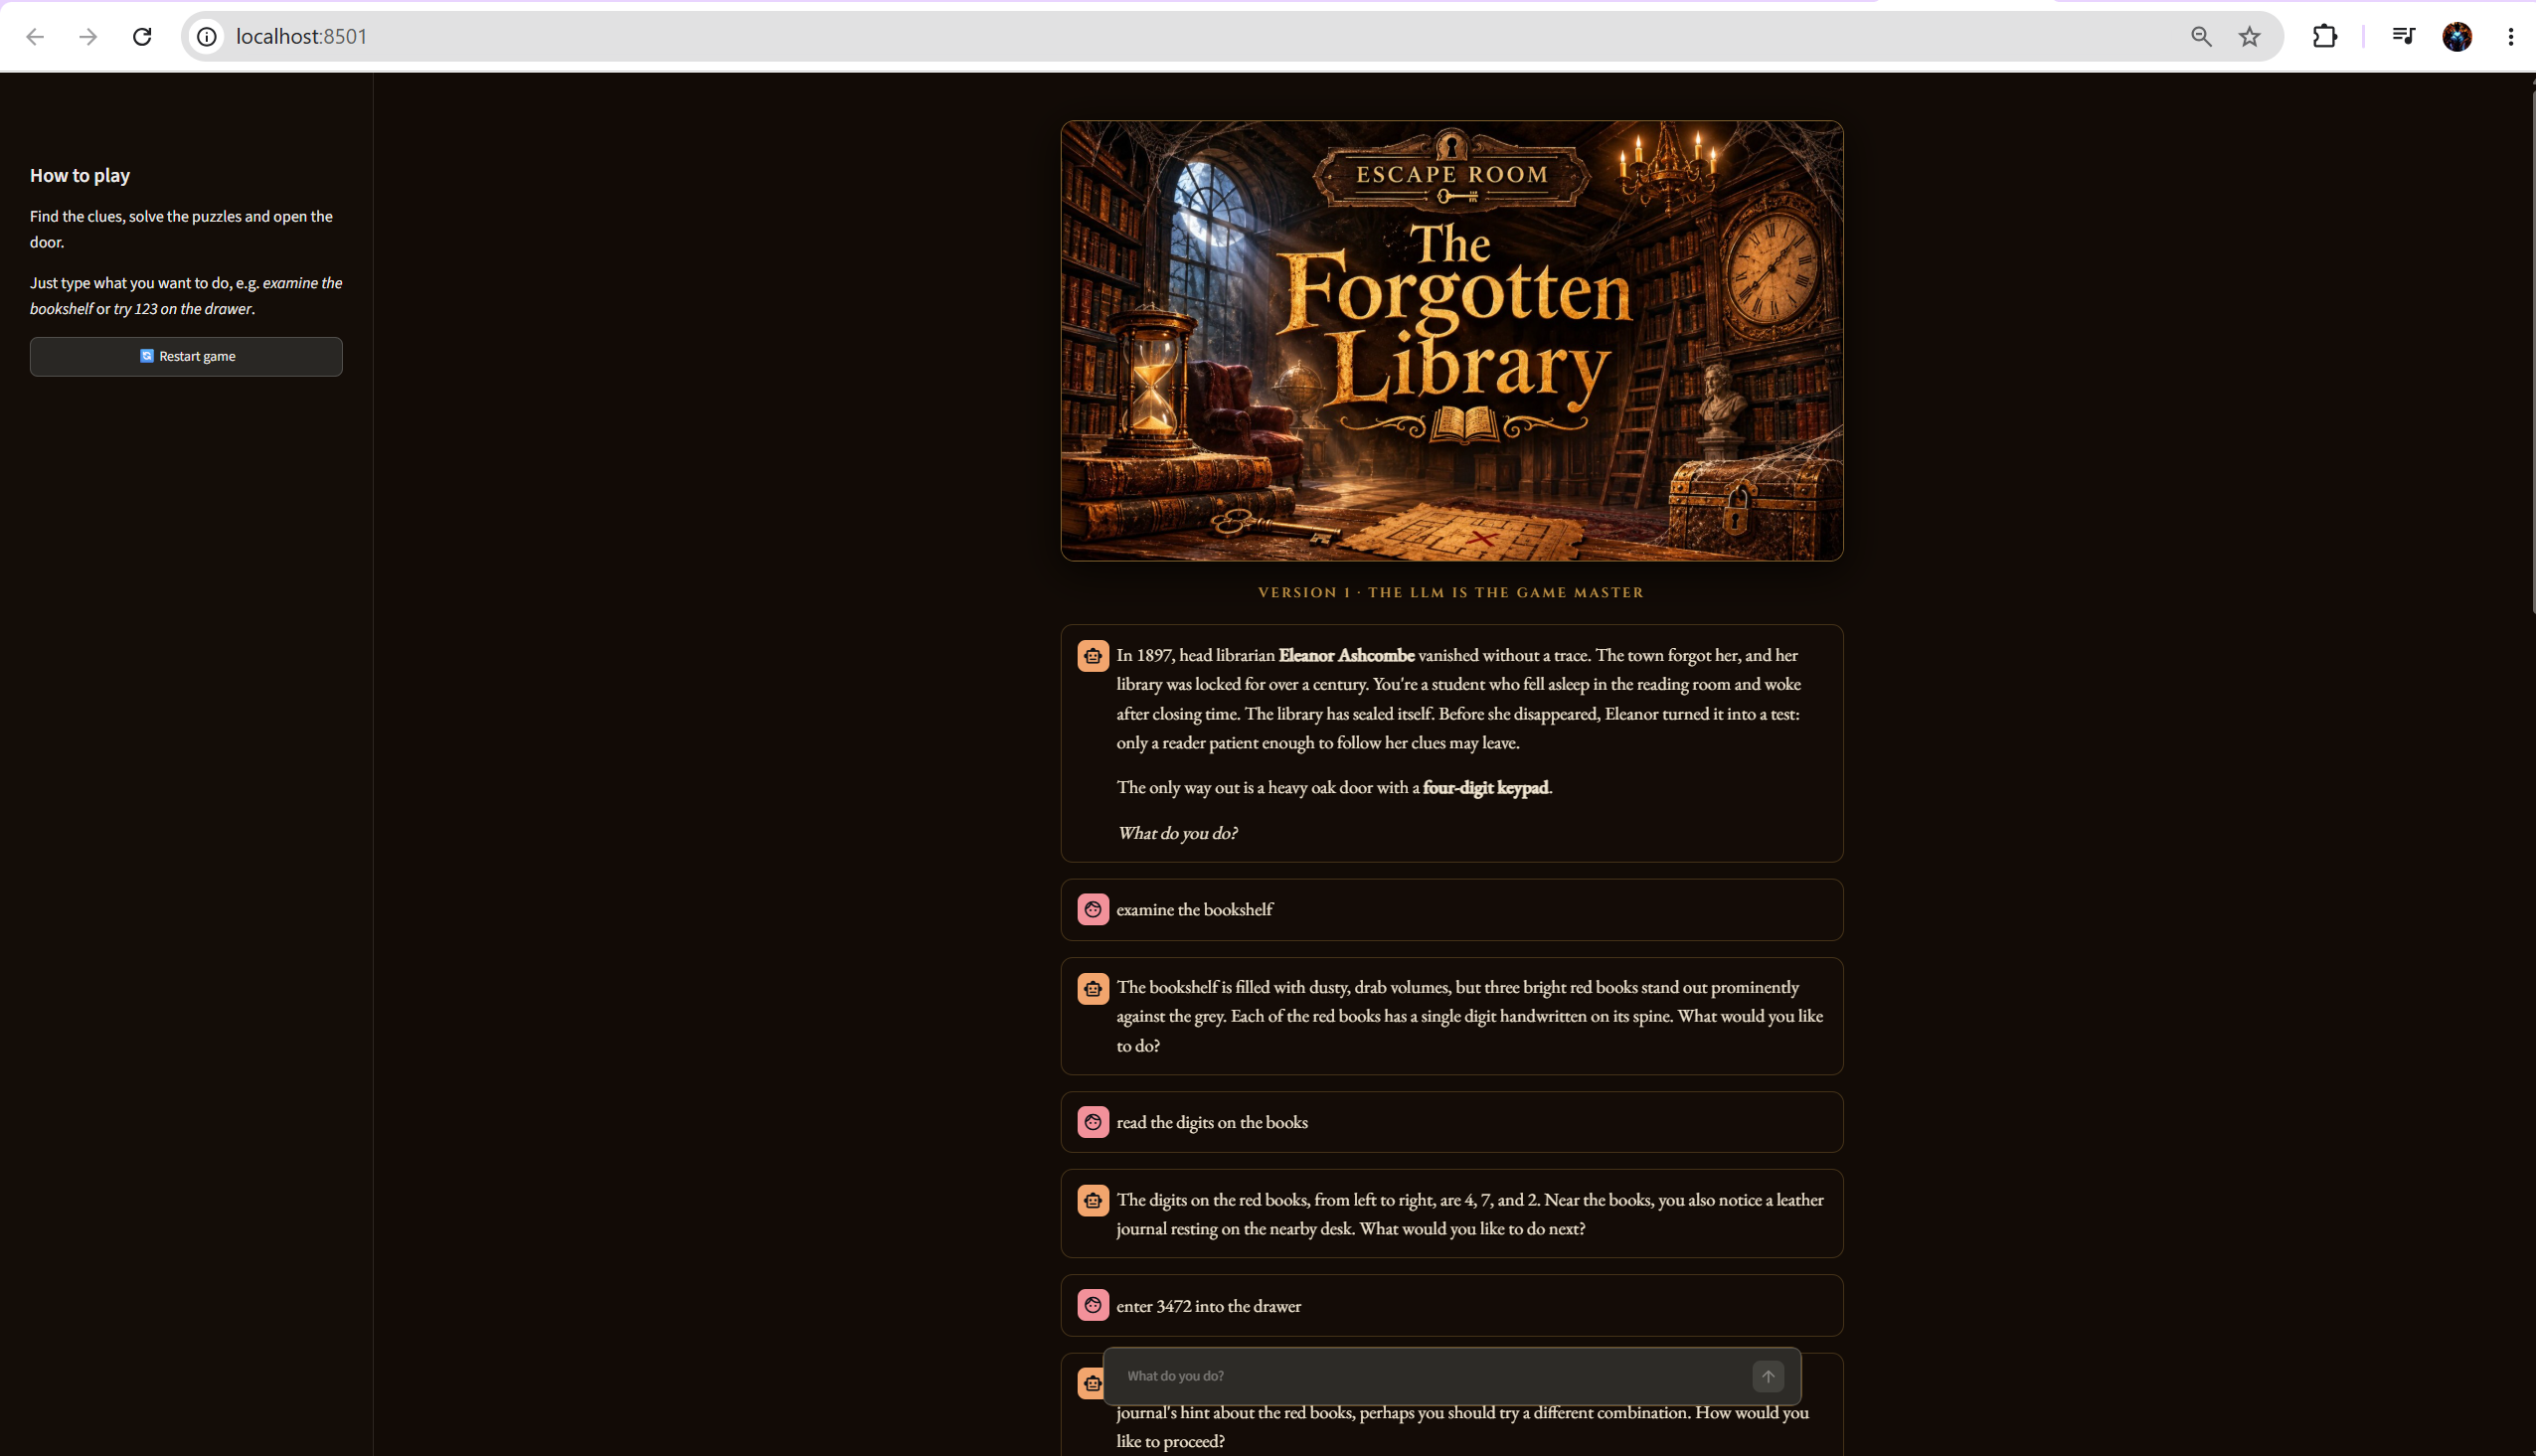 localhost:8501
How to play
Find the clues, solve the puzzles and open the
door.
Just type what you want to do, e.g. examine the
bookshelf or try 123 on the drawer.
Restart game
ESCAPE ROOM
The
Forgotten
Library
VERSION 1 · THE LLM IS THE GAME MASTER
In 1897, head librarian Eleanor Ashcombe vanished without a trace. The town forgot her, and her
library was locked for over a century. You're a student who fell asleep in the reading room and woke
after closing time. The library has sealed itself. Before she disappeared, Eleanor turned it into a test:
only a reader patient enough to follow her clues may leave.
The only way out is a heavy oak door with a four-digit keypad.
What do you do?
examine the bookshelf
The bookshelf is filled with dusty, drab volumes, but three bright red books stand out prominently
against the grey. Each of the red books has a single digit handwritten on its spine. What would you like
to do?
read the digits on the books
The digits on the red books, from left to right, are 4, 7, and 2. Near the books, you also notice a leather
journal resting on the nearby desk. What would you like to do next?
enter 3472 into the drawer
What do you do?
journal's hint about the red books, perhaps you should try a different combination. How would you
like to proceed?